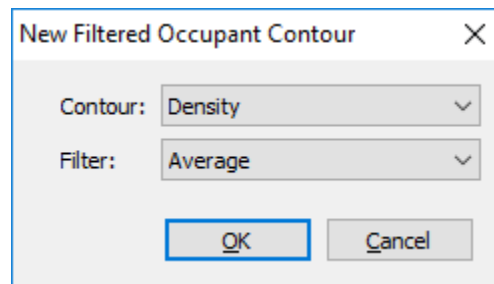 New Filtered Occupant Contour
Contour: Density
Filter: Average
OK Cancel